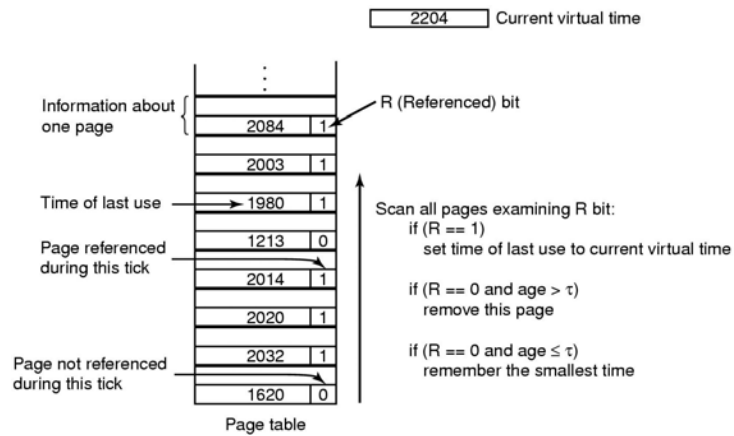 2204 Current virtual time
Information about
one page
R (Referenced) bit
2084 1
2003 1
Time of last use
1980 1
Scan all pages examining R bit:
if (R == 1)
set time of last use to current virtual time
1213 0
Page referenced
during this tick
2014 1
if (R == 0 and age > τ)
remove this page
2020 1
2032 1
if (R == 0 and age ≤ τ)
remember the smallest time
Page not referenced
during this tick
1620 0
Page table